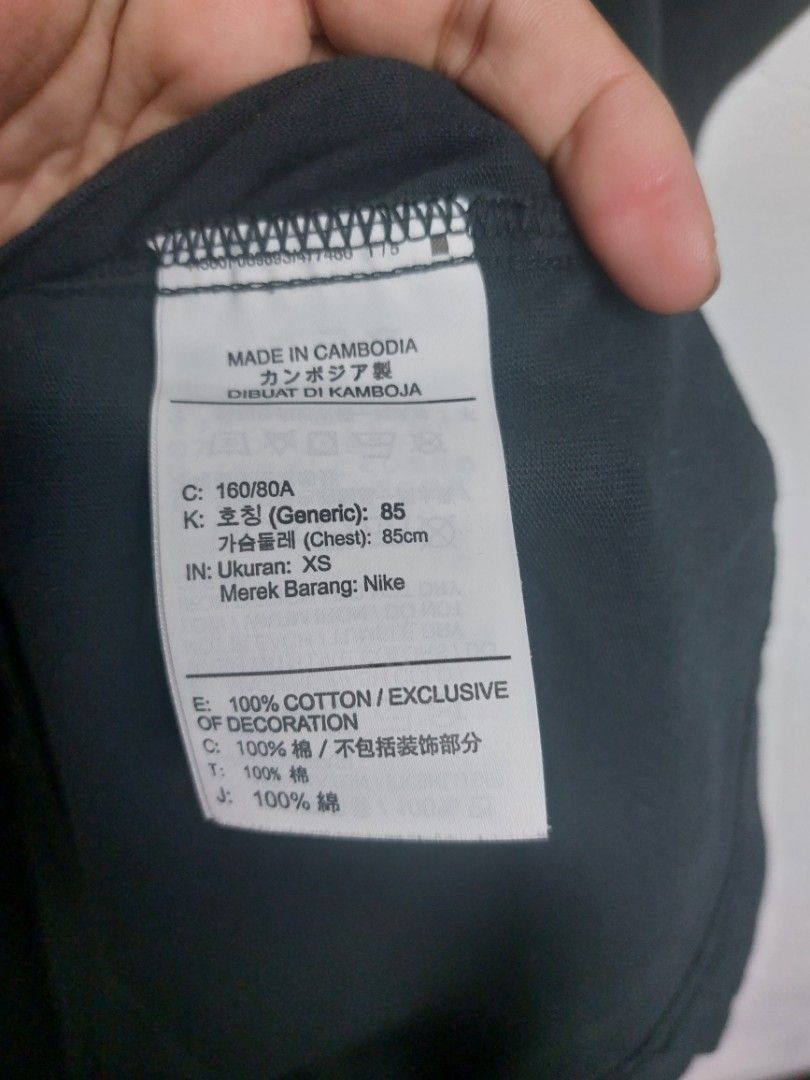 1/5
MADE IN CAMBODIA
カンボジア製
DIBUAT DI KAMBOJA
C: 160/80A
K: 호칭 (Generic): 85
가슴둘레 (Chest): 85cm
IN: Ukuran: XS
Merek Barang: Nike
E: 100% COTTON / EXCLUSIVE
OF DECORATION
C: 100% 棉 / 不包括装饰部分
T: 100% 棉
J: 100% 綿